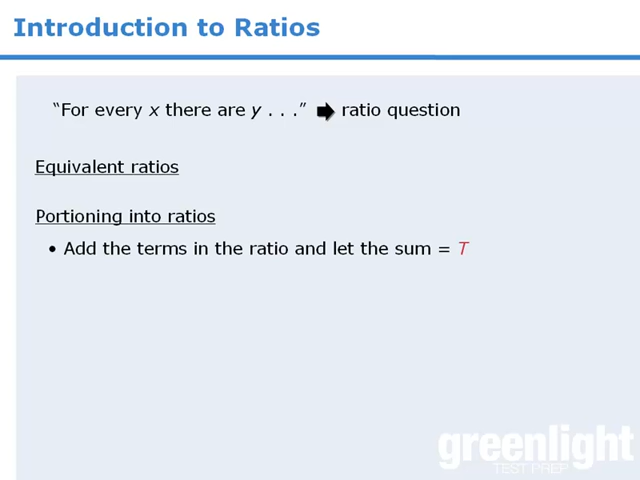 Introduction to Ratios
“For every x there are y . . .” ➡ ratio question
Equivalent ratios
Portioning into ratios
• Add the terms in the ratio and let the sum = T
greenlight
TEST PREP